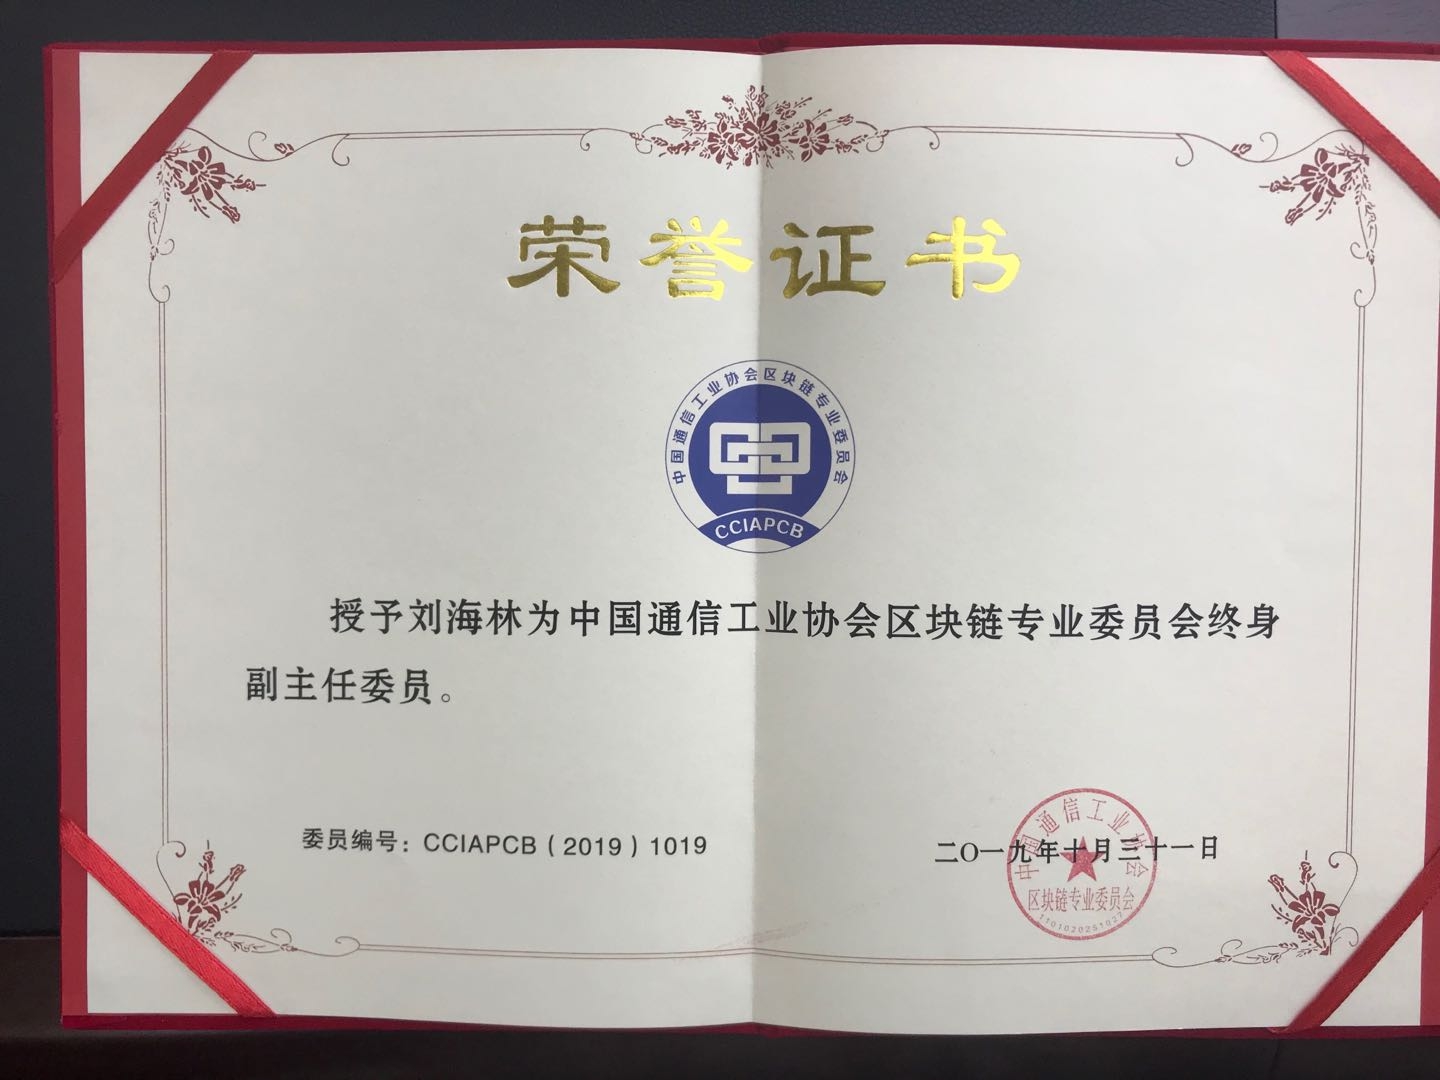 荣誉证书
中国通信工业协会区块链专业委员会
CCIAPCB
授予刘海林为中国通信工业协会区块链专业委员会终身
副主任委员。
委员编号：CCIAPCB（2019）1019
二〇一九年十月三十一日
中国通信工业协会
区块链专业委员会
1101020251027